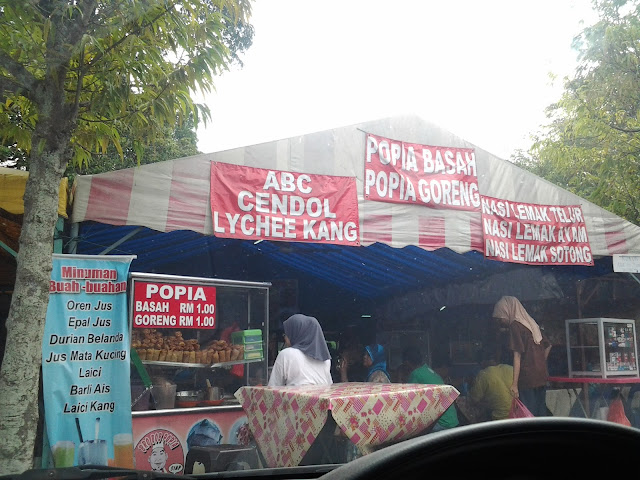 ABC
CENDOL
LYCHEE KANG
POPIA BASAH
POPIA GORENG
NASI LEMAK TELUR
NASI LEMAK AYAM
NASI LEMAK SOTONG
Minuman
Buah-buahan
Oren Jus
Epal Jus
Durian Belanda
Jus Mata Kucing
Laici
Barli Ais
Laici Kang
POPIA
BASAH RM 1.00
GORENG RM 1.00